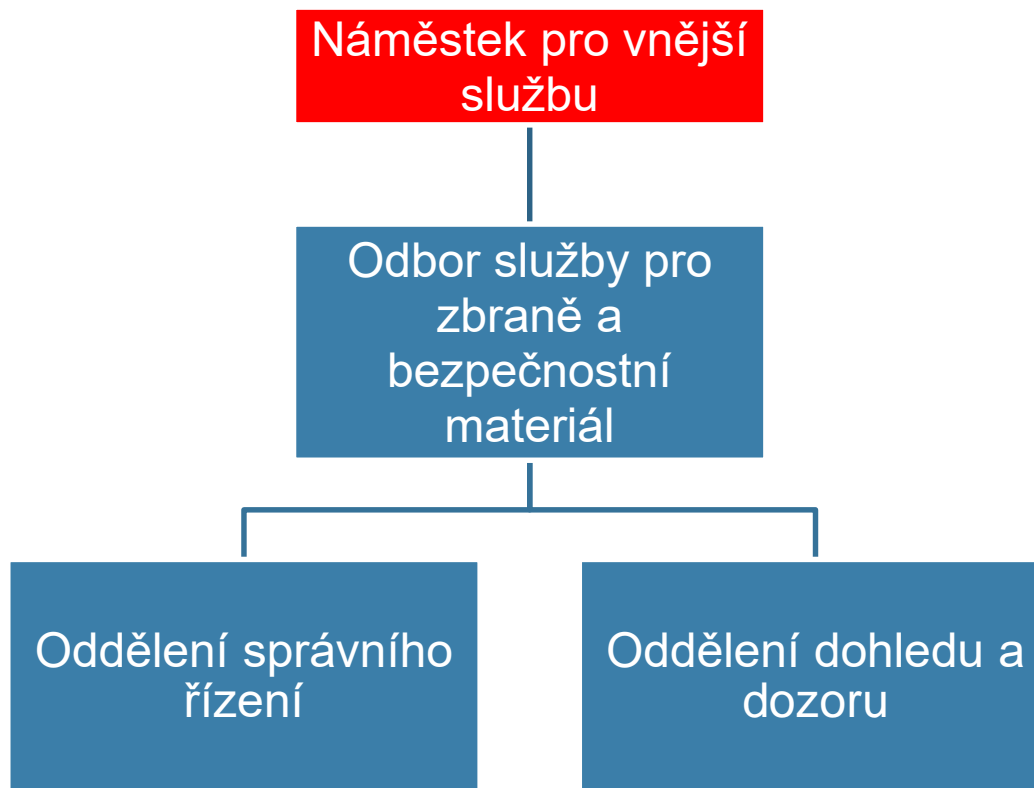 Náměstek pro vnější
službu
Odbor služby pro
zbraně a
bezpečnostní
materiál
Oddělení správního
řízení
Oddělení dohledu a
dozoru